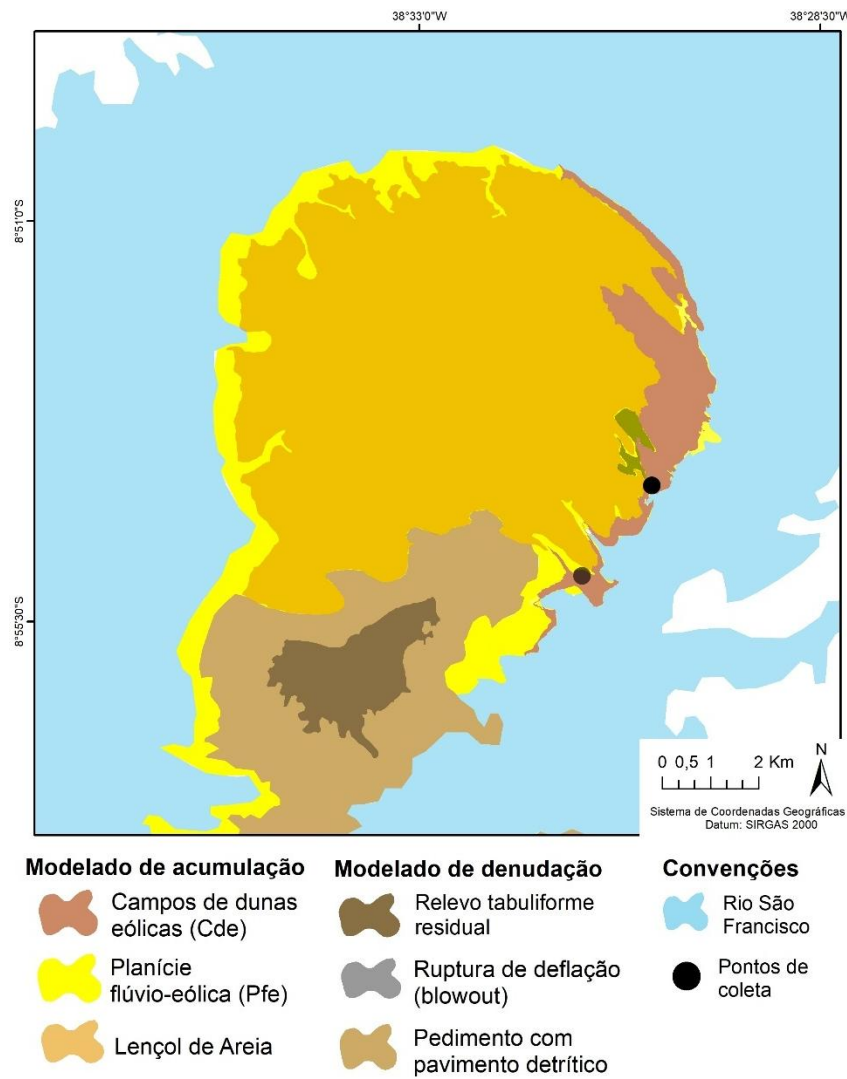 38°33'0"W
38°28'30"W
8°51'0"S
8°55'30"S
0 0,5 1 2 Km
N
Sistema de Coordenadas Geográficas
Datum: SIRGAS 2000
Modelado de acumulação
Campos de dunas
eólicas (Cde)
Planície
flúvio-eólica (Pfe)
Lençol de Areia
Modelado de denudação
Relevo tabuliforme
residual
Ruptura de deflação
(blowout)
Pedimento com
pavimento detrítico
Convenções
Rio São
Francisco
Pontos de
coleta